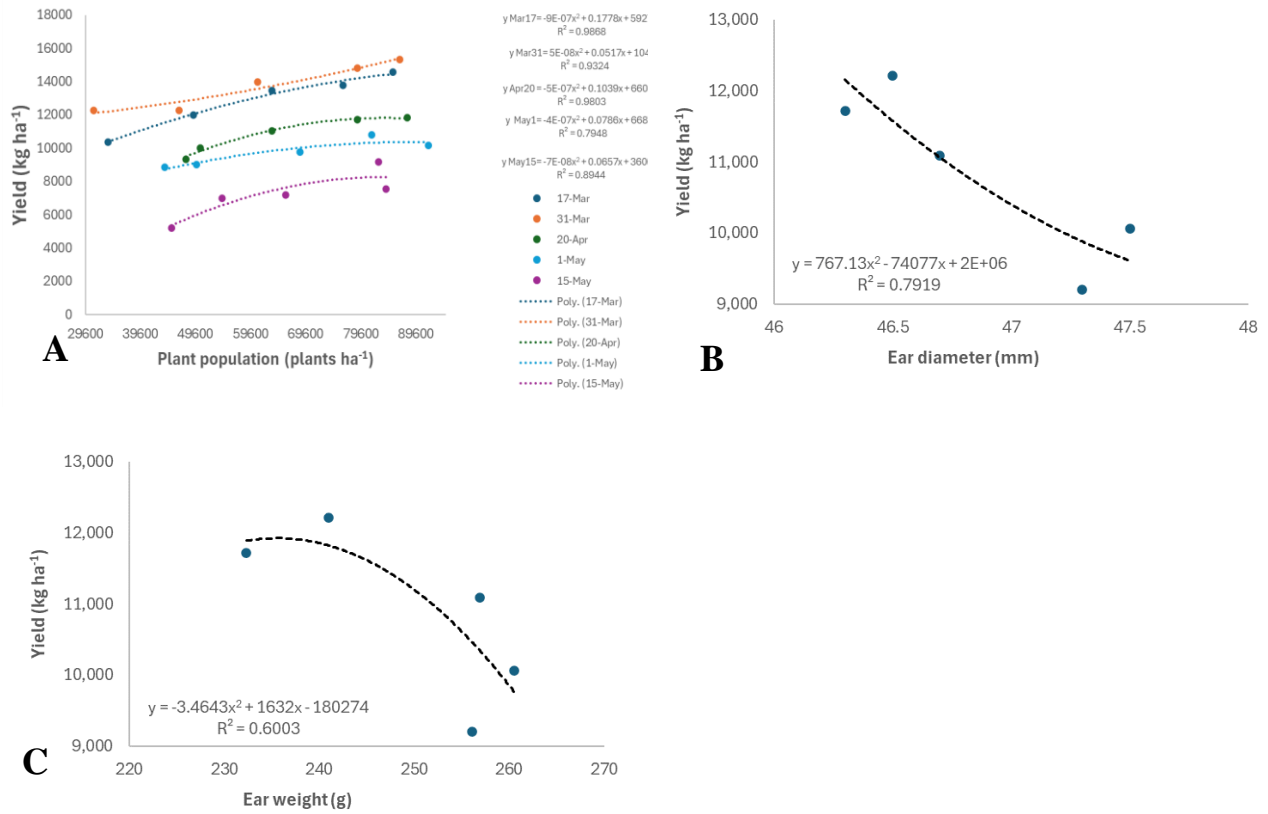 18000
16000
14000
12000
10000
8000
6000
4000
2000
0
Yield (kg ha⁻¹)
29600 39600 49600 59600 69600 79600 89600
Plant population (plants ha⁻¹)
A
y Mar17=-9E-07x² + 0.1778x + 592
R² = 0.9868
y Mar31=5E-08x² + 0.0517x + 104
R² = 0.9324
y Apr20=-5E-07x² + 0.1039x + 660
R² = 0.9803
y May1=-4E-07x² + 0.0786x + 668
R² = 0.7948
y May15=-7E-08x² + 0.0657x + 360
R² = 0.8944
17-Mar
31-Mar
20-Apr
1-May
15-May
Poly. (17-Mar)
Poly. (31-Mar)
Poly. (20-Apr)
Poly. (1-May)
Poly. (15-May)
13,000
12,000
11,000
10,000
9,000
Yield (kg ha⁻¹)
y = 767.13x² - 74077x + 2E+06
R² = 0.7919
46 46.5 47 47.5 48
Ear diameter (mm)
B
13,000
12,000
11,000
10,000
9,000
Yield (kg ha⁻¹)
y = -3.4643x² + 1632x - 180274
R² = 0.6003
220 230 240 250 260 270
Ear weight (g)
C